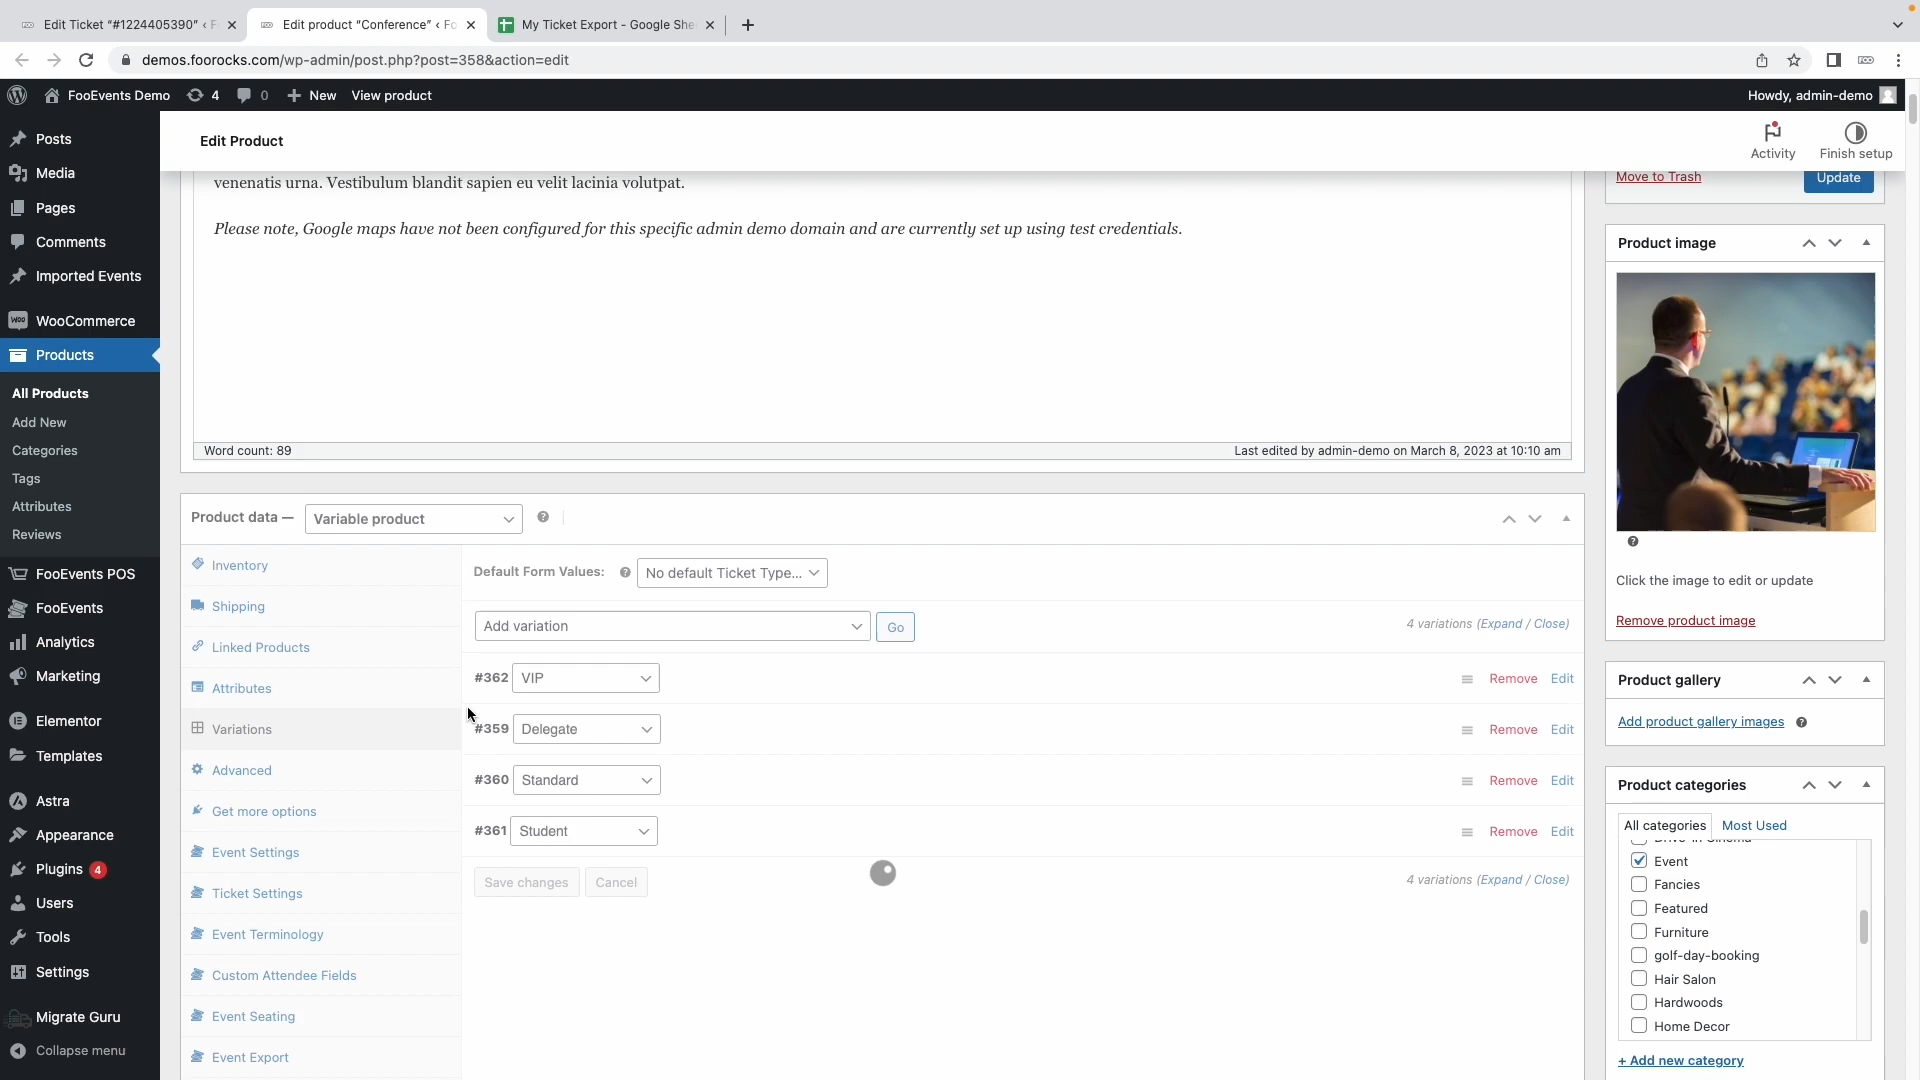 Edit Ticket "#1224405390" ‹ F
Edit product "Conference" ‹ Fo
My Ticket Export - Google She
demos.foorocks.com/wp-admin/post.php?post=358&action=edit
FooEvents Demo
4
0
New
View product
Howdy, admin-demo
Posts
Media
Pages
Comments
Imported Events
WooCommerce
Products
All Products
Add New
Categories
Tags
Attributes
Reviews
FooEvents POS
FooEvents
Analytics
Marketing
Elementor
Templates
Astra
Appearance
Plugins 4
Users
Tools
Settings
Migrate Guru
Collapse menu
Edit Product
Activity
Finish setup
venenatis urna. Vestibulum blandit sapien eu velit lacinia volutpat.
Please note, Google maps have not been configured for this specific admin demo domain and are currently set up using test credentials.
Word count: 89
Last edited by admin-demo on March 8, 2023 at 10:10 am
Product data —
Variable product
Inventory
Shipping
Linked Products
Attributes
Variations
Advanced
Get more options
Event Settings
Ticket Settings
Event Terminology
Custom Attendee Fields
Event Seating
Event Export
Default Form Values:
No default Ticket Type...
Add variation
Go
4 variations (Expand / Close)
#362 VIP
Remove Edit
#359 Delegate
Remove Edit
#360 Standard
Remove Edit
#361 Student
Remove Edit
Save changes
Cancel
4 variations (Expand / Close)
Move to Trash
Update
Product image
Click the image to edit or update
Remove product image
Product gallery
Add product gallery images
Product categories
All categories
Most Used
Drive-in Cinema
Event
Fancies
Featured
Furniture
golf-day-booking
Hair Salon
Hardwoods
Home Decor
+ Add new category